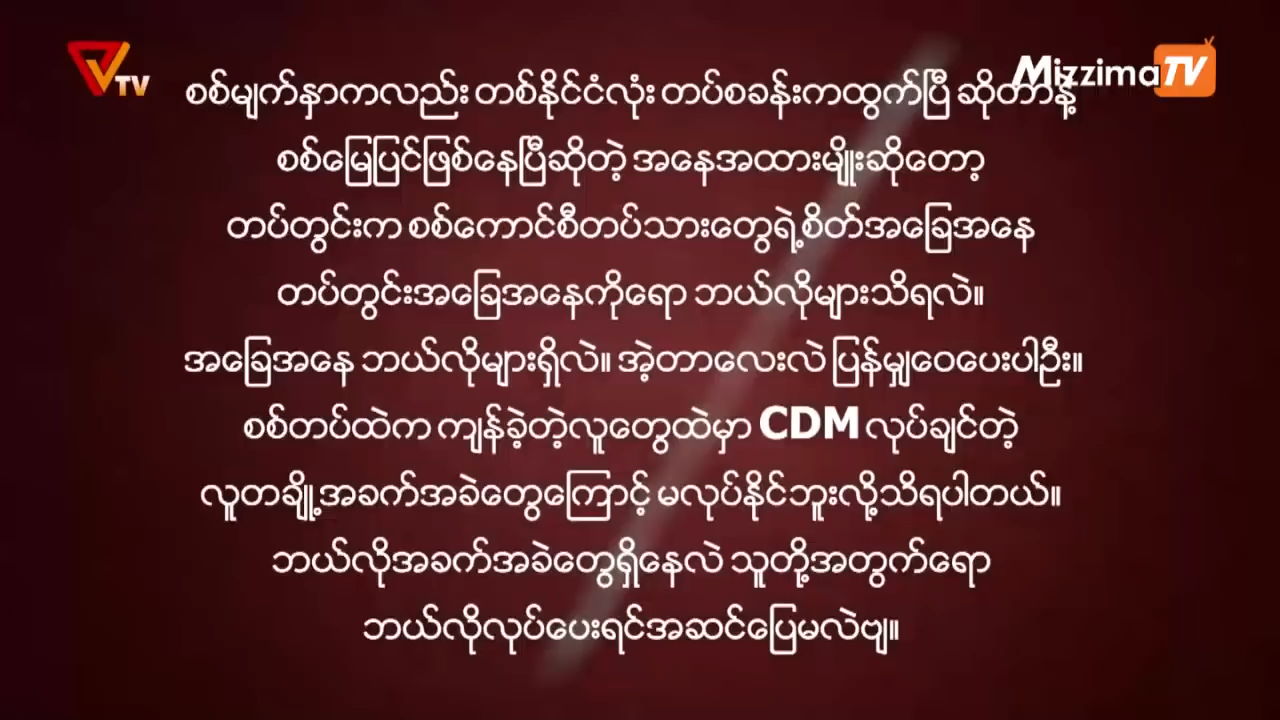 TV
MizzimaTV
စစ်မျက်နှာကလည်း တစ်နိုင်ငံလုံး တပ်စခန်းကထွက်ပြီ ဆိုတာနဲ့
စစ်မြေပြင်ဖြစ်နေပြီဆိုတဲ့ အနေအထားမျိုးဆိုတော့
တပ်တွင်းက စစ်ကောင်စီတပ်သားတွေရဲ့စိတ်အခြေအနေ
တပ်တွင်းအခြေအနေကိုရော ဘယ်လိုများသိရလဲ။
အခြေအနေ ဘယ်လိုများရှိလဲ။ အဲ့တာလေးလဲ ပြန်မျှဝေပေးပါဦး။
စစ်တပ်ထဲက ကျန်ခဲ့တဲ့လူတွေထဲမှာ CDM လုပ်ချင်တဲ့
လူတချို့အခက်အခဲတွေကြောင့် မလုပ်နိုင်ဘူးလို့သိရပါတယ်။
ဘယ်လိုအခက်အခဲတွေရှိနေလဲ သူတို့အတွက်ရော
ဘယ်လိုလုပ်ပေးရင်အဆင်ပြေမလဲဗျ။